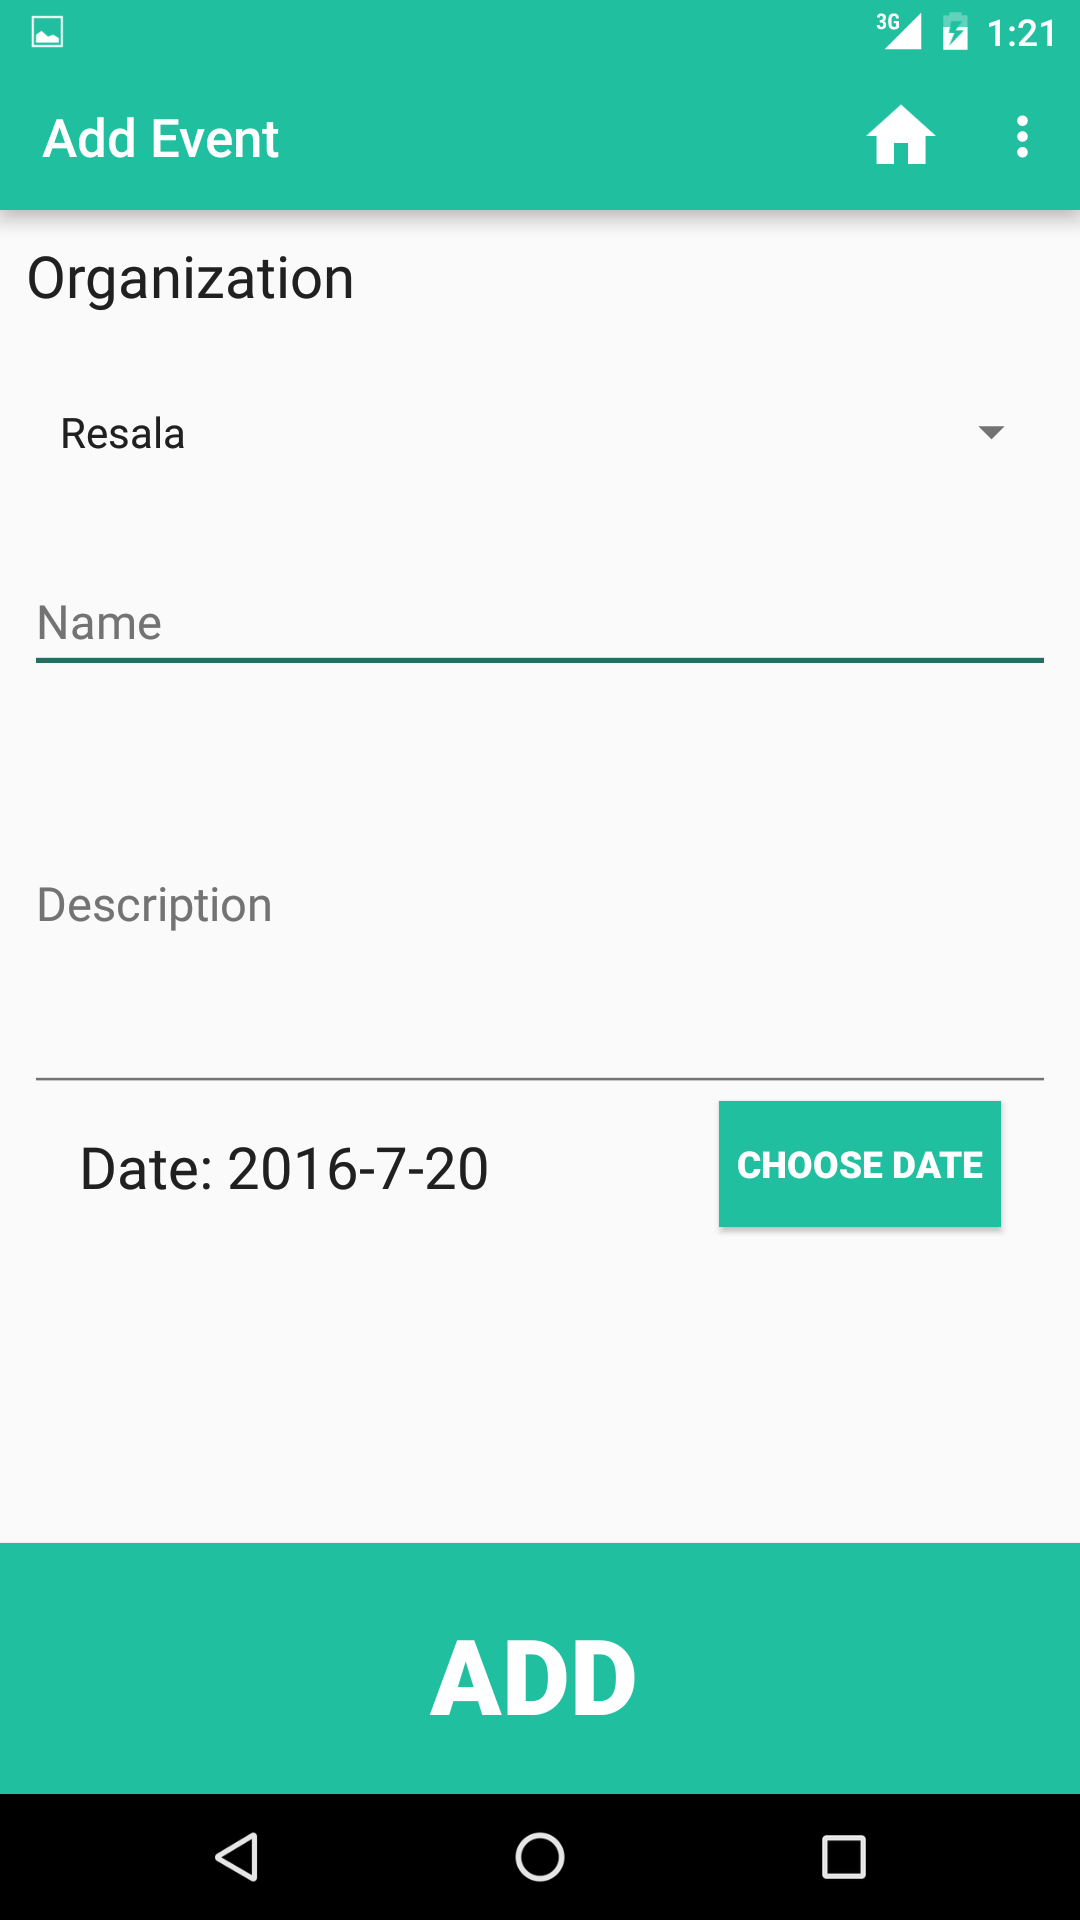 3G 1:21
Add Event
Organization
Resala
Name
Description
Date: 2016-7-20
CHOOSE DATE
ADD